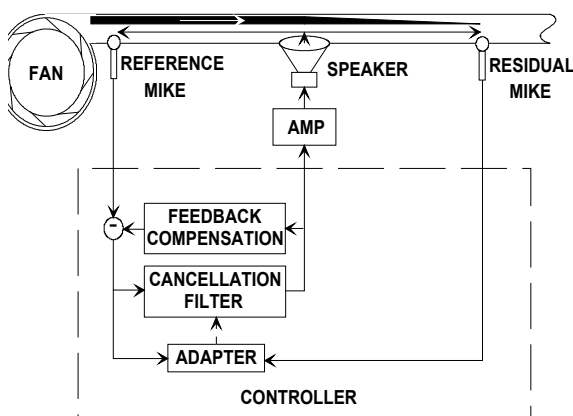 FAN
REFERENCE
MIKE
SPEAKER
RESIDUAL
MIKE
AMP
-
FEEDBACK
COMPENSATION
CANCELLATION
FILTER
ADAPTER
CONTROLLER